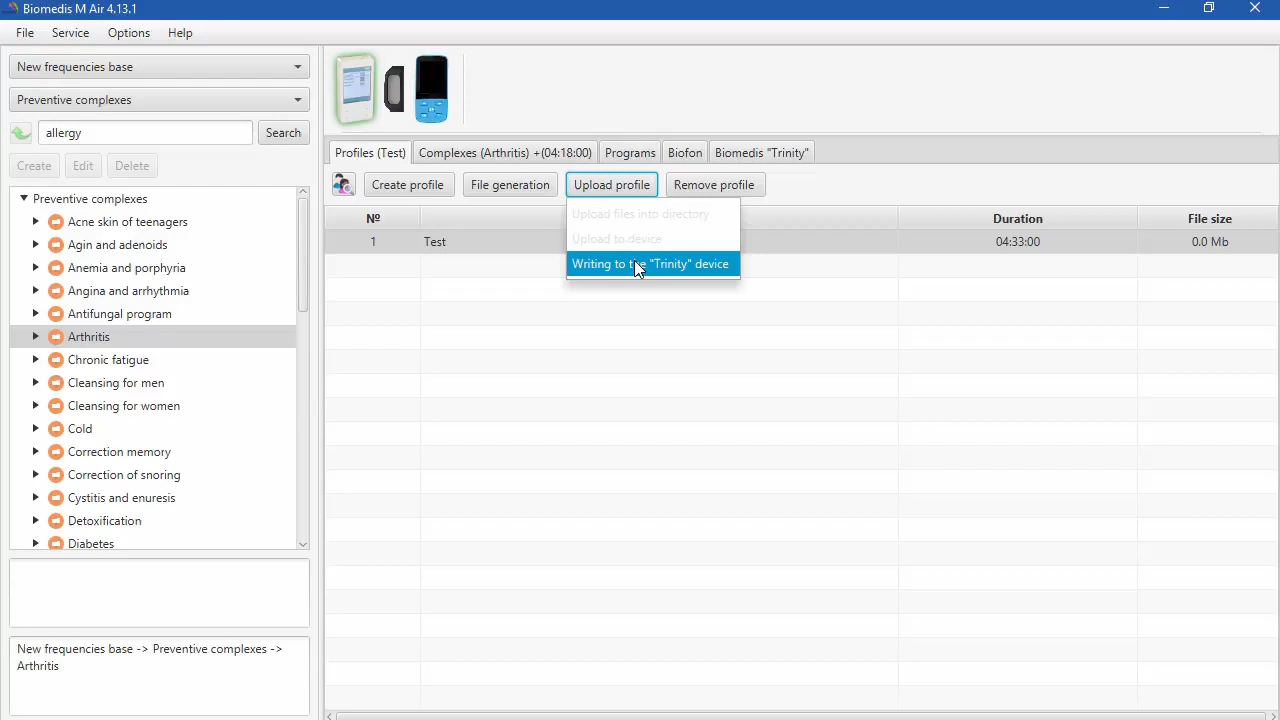 Biomedis M Air 4.13.1
File Service Options Help
New frequencies base
Preventive complexes
allergy Search
Create Edit Delete
Preventive complexes
Acne skin of teenagers
Agin and adenoids
Anemia and porphyria
Angina and arrhythmia
Antifungal program
Arthritis
Chronic fatigue
Cleansing for men
Cleansing for women
Cold
Correction memory
Correction of snoring
Cystitis and enuresis
Detoxification
Diabetes
New frequencies base -> Preventive complexes ->
Arthritis
Profiles (Test) Complexes (Arthritis) +(04:18:00) Programs Biofon Biomedis "Trinity"
Create profile File generation Upload profile Remove profile
Upload files into directory
Upload to device
Writing to the "Trinity" device
№ Duration File size
1 Test 04:33:00 0.0 Mb